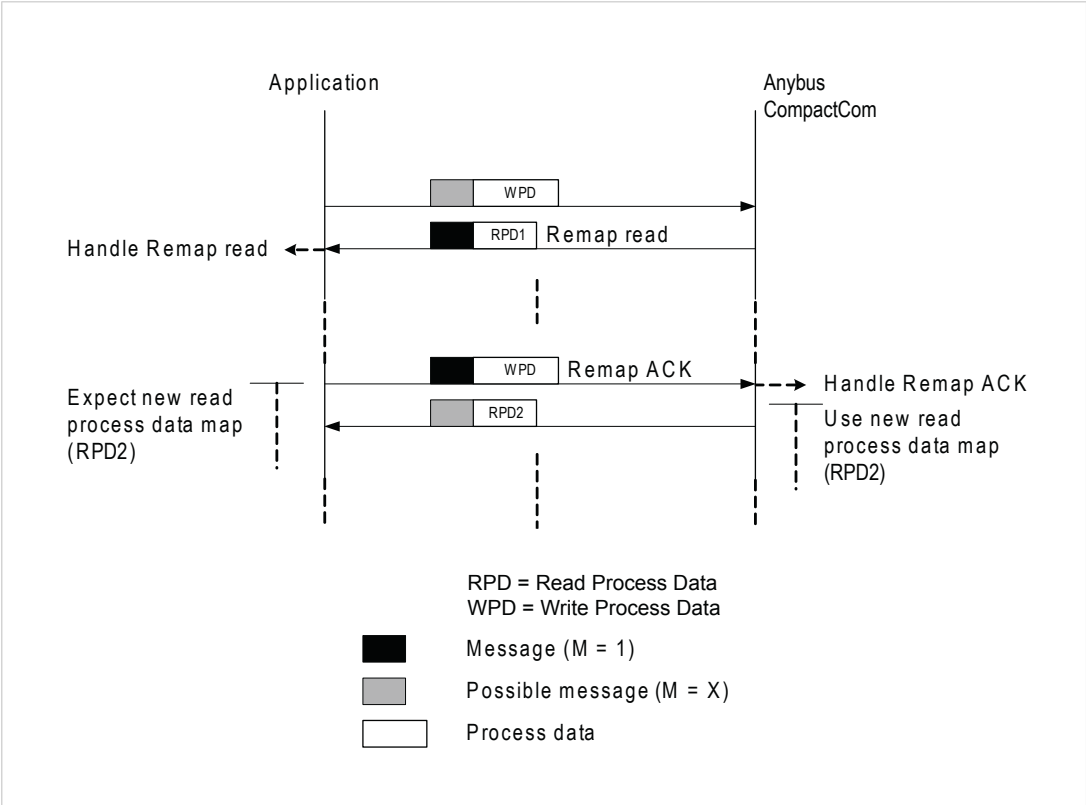 Application
Anybus
CompactCom
WPD
RPD1
Remap read
Handle Remap read
WPD
Remap ACK
Handle Remap ACK
Expect new read
process data map
(RPD2)
RPD2
Use new read
process data map
(RPD2)
RPD = Read Process Data
WPD = Write Process Data
Message (M = 1)
Possible message (M = X)
Process data